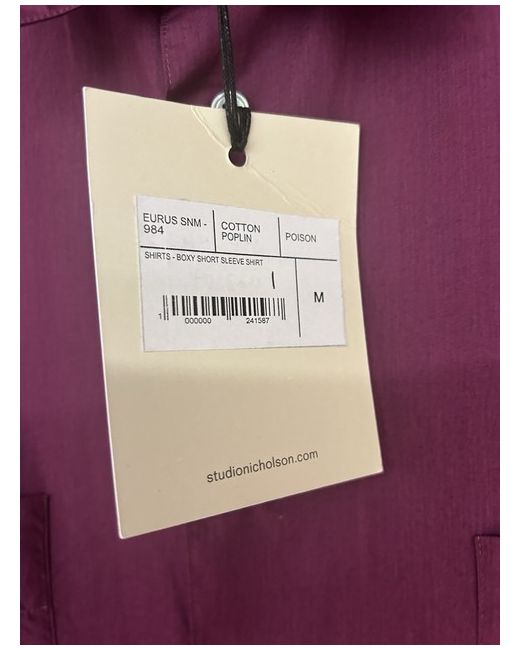 EURUS SNM -
984
COTTON
POPLIN
POISON
SHIRTS - BOXY SHORT SLEEVE SHIRT
M
1 000000 241587
studionicholson.com